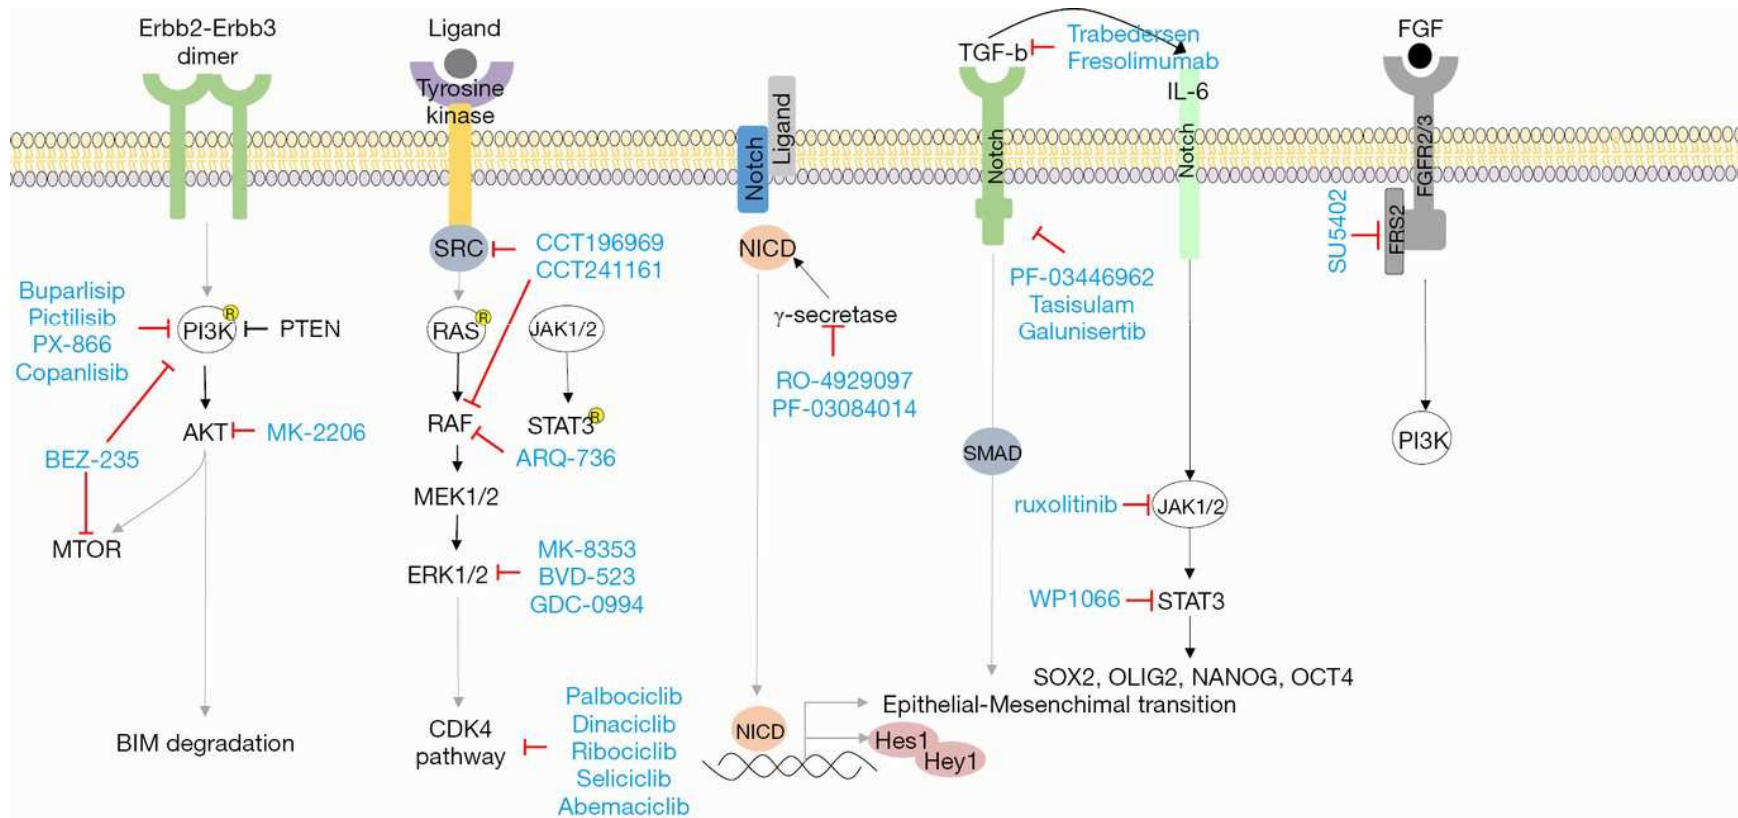 Erbb2-Erbb3
dimer
Buparlisip
Pictilisib
PX-866
Copanlisib
PI3K
R
PTEN
AKT
MK-2206
BEZ-235
MTOR
BIM degradation
Ligand
Tyrosine
kinase
SRC
CCT196969
CCT241161
RAS
R
JAK1/2
RAF
STAT3
R
ARQ-736
MEK1/2
ERK1/2
MK-8353
BVD-523
GDC-0994
CDK4
pathway
Palbociclib
Dinaciclib
Ribociclib
Seliciclib
Abemaciclib
Notch
Ligand
NICD
γ-secretase
RO-4929097
PF-03084014
NICD
Hes1
Hey1
Epithelial-Mesenchimal transition
TGF-b
Trabedersen
Fresolimumab
Notch
PF-03446962
Tasisulam
Galunisertib
SMAD
IL-6
Notch
ruxolitinib
JAK1/2
WP1066
STAT3
SOX2, OLIG2, NANOG, OCT4
FGF
FGFR2/3
FRS2
SU5402
PI3K